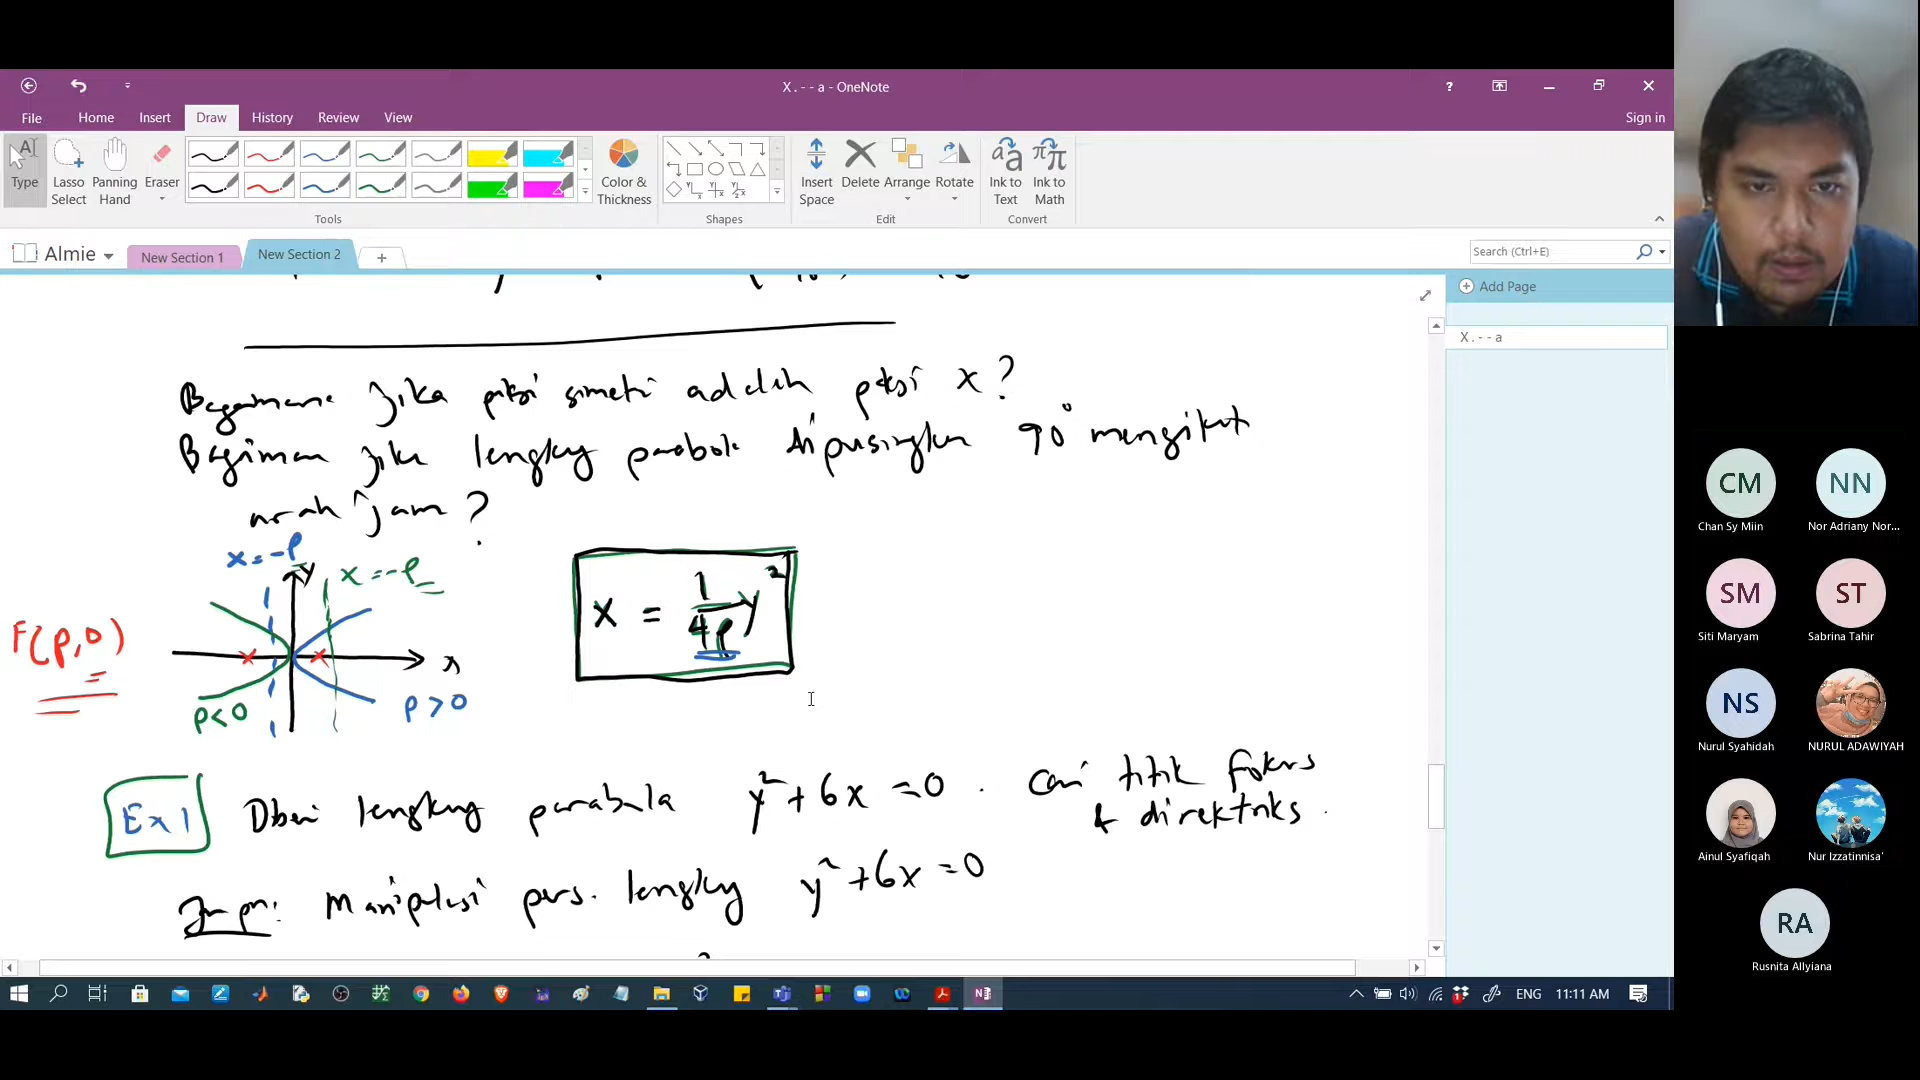 X . - - a - OneNote
? Sign in
File Home Insert Draw History Review View
Type
Lasso Select
Panning Hand
Eraser
Color & Thickness
Insert Space
Delete
Arrange
Rotate
Ink to Text
Ink to Math
Tools
Shapes
Edit
Convert
Almie
New Section 1
New Section 2
+
Search (Ctrl+E)
Add Page
X . - - a
jika simetri adalah paksi x?
jika parabola dipusingkan 90° mengikut
arah jam?
x = -p
y
x = -p
F(p,0)
x
p<0
p>0
x = 1/4p y²
Ex 1
Diberi lengkung parabola y² + 6x = 0 . Cari titik fokus
& direktriks .
Manipulasi pers. lengkung y² + 6x = 0
CM
Chan Sy Miin
NN
Nor Adriany Nor...
SM
Siti Maryam
ST
Sabrina Tahir
NS
Nurul Syahidah
NURUL ADAWIYAH
Ainul Syafiqah
Nur Izzatinnisa'
RA
Rusnita Allyiana
ENG
11:11 AM